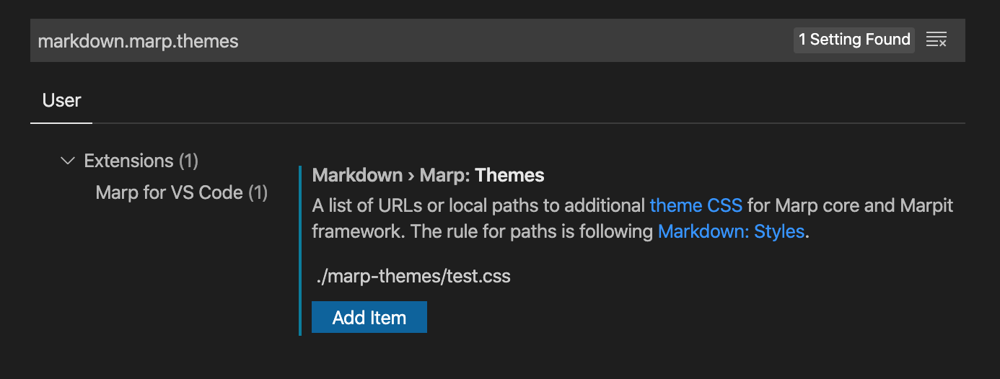 markdown.marp.themes
1 Setting Found
User
Extensions (1)
Marp for VS Code (1)
Markdown › Marp: Themes
A list of URLs or local paths to additional theme CSS for Marp core and Marpit
framework. The rule for paths is following Markdown: Styles.
./marp-themes/test.css
Add Item